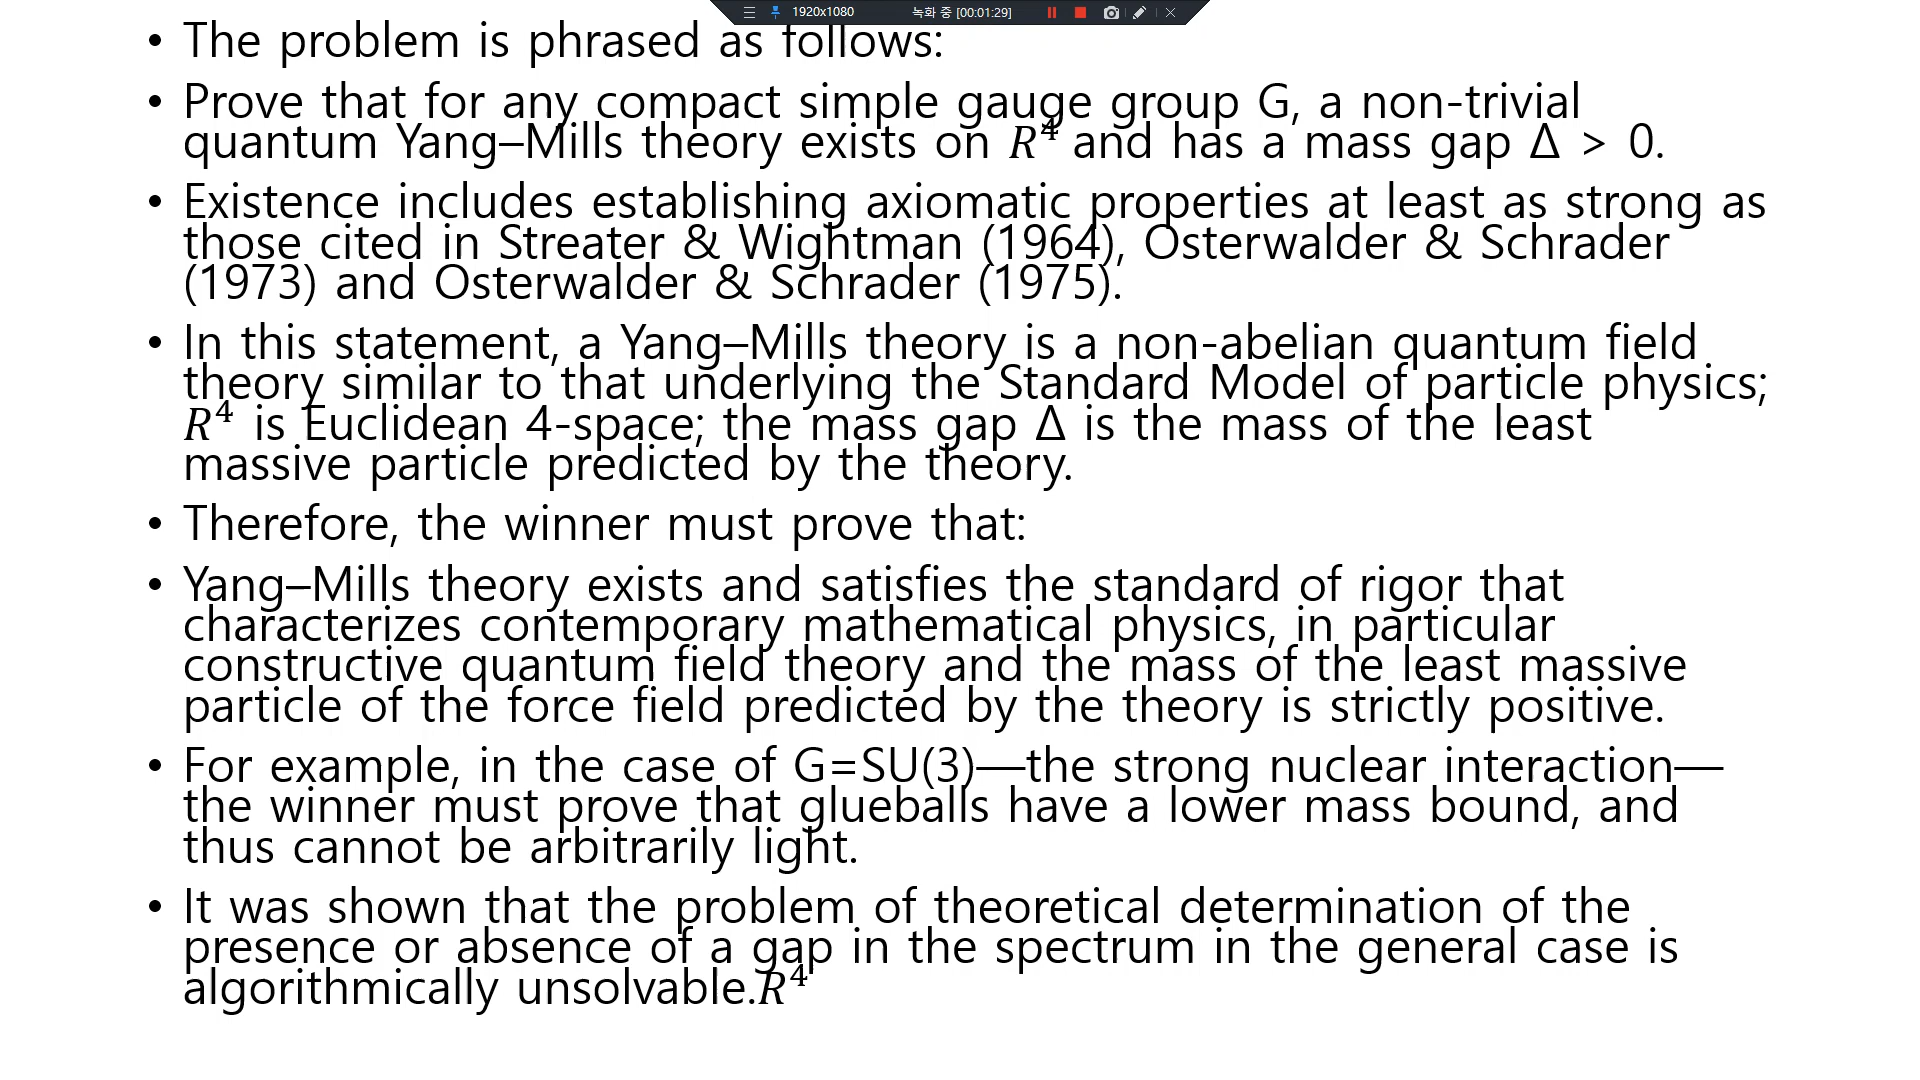 1920x1080 녹화 중 [00:01:29]
• The problem is phrased as follows:
• Prove that for any compact simple gauge group G, a non-trivial
quantum Yang–Mills theory exists on R⁴ and has a mass gap Δ > 0.
• Existence includes establishing axiomatic properties at least as strong as
those cited in Streater & Wightman (1964), Osterwalder & Schrader
(1973) and Osterwalder & Schrader (1975).
• In this statement, a Yang–Mills theory is a non-abelian quantum field
theory similar to that underlying the Standard Model of particle physics;
R⁴ is Euclidean 4-space; the mass gap Δ is the mass of the least
massive particle predicted by the theory.
• Therefore, the winner must prove that:
• Yang–Mills theory exists and satisfies the standard of rigor that
characterizes contemporary mathematical physics, in particular
constructive quantum field theory and the mass of the least massive
particle of the force field predicted by the theory is strictly positive.
• For example, in the case of G=SU(3)—the strong nuclear interaction—
the winner must prove that glueballs have a lower mass bound, and
thus cannot be arbitrarily light.
• It was shown that the problem of theoretical determination of the
presence or absence of a gap in the spectrum in the general case is
algorithmically unsolvable.R⁴